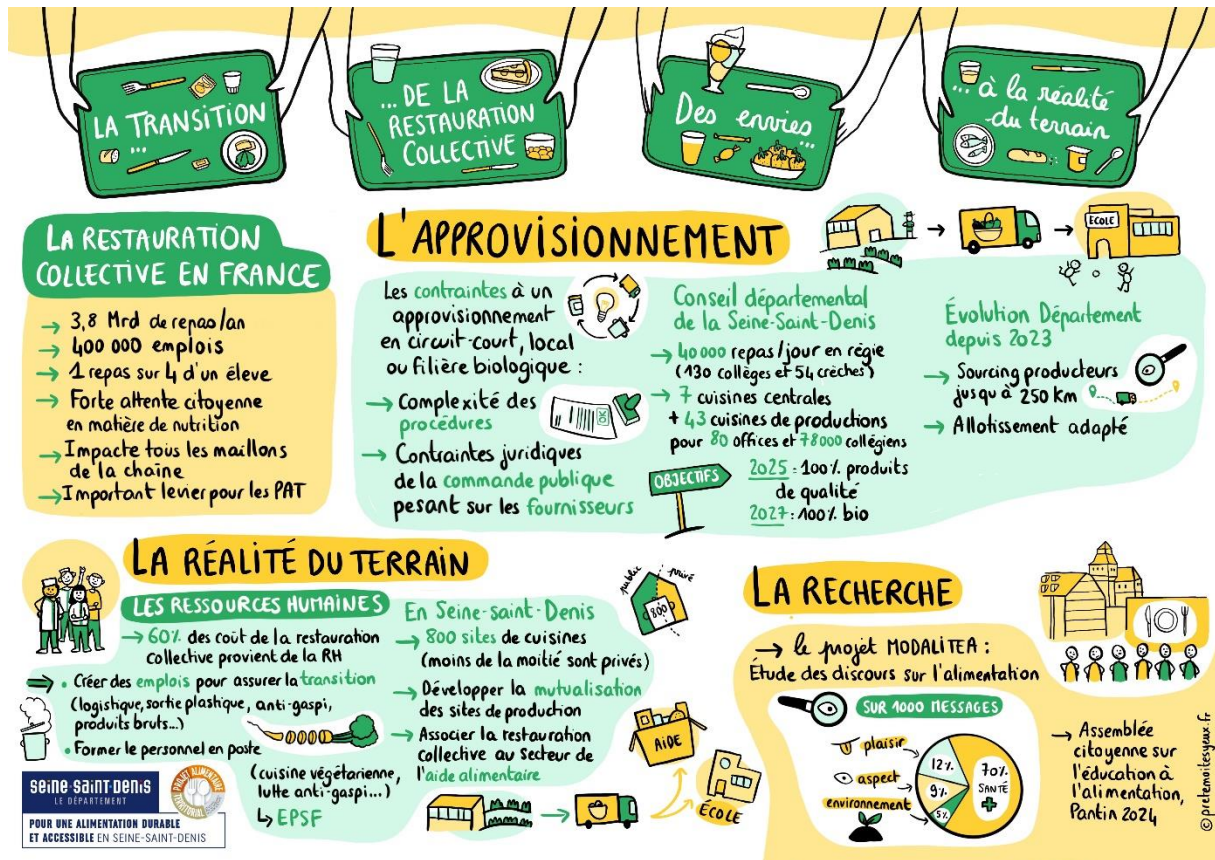 LA TRANSITION
...
... DE LA
RESTAURATION
COLLECTIVE
Des envies
...
... à la réalité
du terrain
LA RESTAURATION
COLLECTIVE EN FRANCE
→ 3,8 Mrd de repas/an
→ 400 000 emplois
→ 1 repas sur 4 d'un élève
→ Forte attente citoyenne
en matière de nutrition
→ Impacte tous les maillons
de la chaîne
→ Important levier pour les PAT
L'APPROVISIONNEMENT
ECOLE
Les contraintes à un
approvisionnement
en circuit-court, local
ou filière biologique :
→ Complexité des
procédures
→ Contraintes juridiques
de la commande publique
pesant sur les fournisseurs
Conseil départemental
de la Seine-Saint-Denis
→ 40 000 repas/jour en régie
(130 collèges et 54 crèches)
→ 7 cuisines centrales
+ 43 cuisines de productions
pour 80 offices et 78000 collégiens
OBJECTIFS
2025 : 100% produits
de qualité
2027 : 100% bio
Évolution Département
depuis 2023
→ Sourcing producteurs
jusqu'à 250 km
→ Allotissement adapté
LA RÉALITÉ DU TERRAIN
LES RESSOURCES HUMAINES
→ 60% des coût de la restauration
collective provient de la RH
• Créer des emplois pour assurer la transition
(logistique, sortie plastique, anti-gaspi,
produits bruts...)
• Former le personnel en poste
(cuisine végétarienne,
lutte anti-gaspi...)
↳ EPSF
En Seine-saint-Denis
→ 800 sites de cuisines
(moins de la moitié sont privés)
→ Développer la mutualisation
des sites de production
→ Associer la restauration
collective au Secteur de
l'aide alimentaire
public
privé
800
AIDE
ÉCOLE
seine-saint-denis
LE DÉPARTEMENT
PROJET ALIMENTAIRE
TERRITORIAL
POUR UNE ALIMENTATION DURABLE
ET ACCESSIBLE EN SEINE-SAINT-DENIS
LA RECHERCHE
→ le projet MODALITEA :
Étude des discours sur l'alimentation
SUR 1000 MESSAGES
plaisir
aspect
environnement
12%
9%
5%
70%
SANTÉ
→ Assemblée
citoyenne sur
l'éducation à
l'alimentation,
Pantin 2024
© pretemoitesyeux.fr